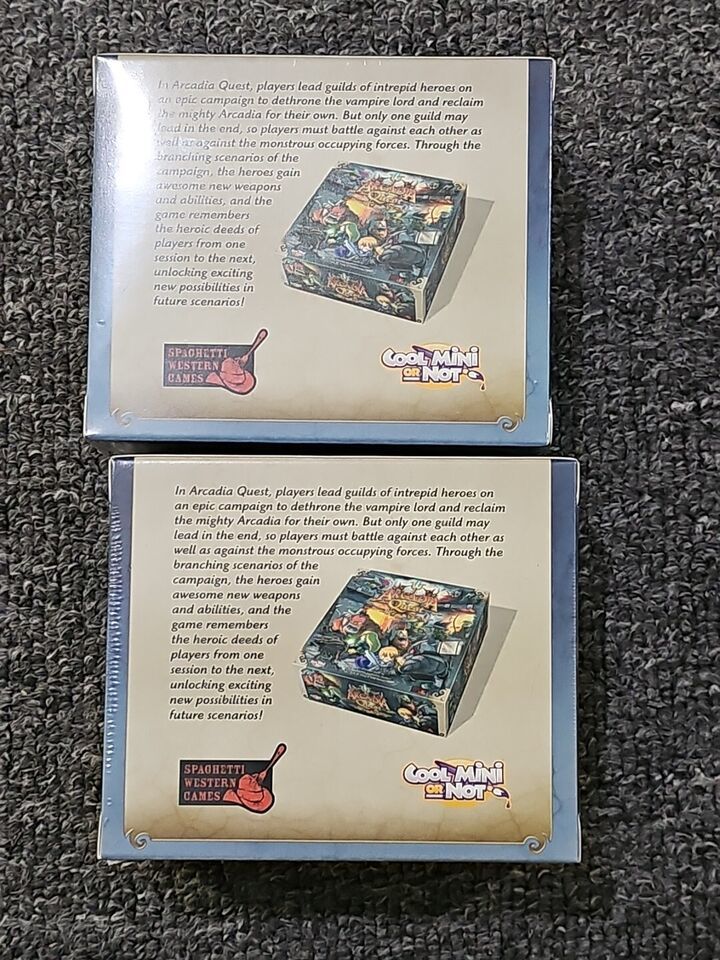 In Arcadia Quest, players lead guilds of intrepid heroes on
an epic campaign to dethrone the vampire lord and reclaim
the mighty Arcadia for their own. But only one guild may
lead in the end, so players must battle against each other as
well as against the monstrous occupying forces. Through the
branching scenarios of the
campaign, the heroes gain
awesome new weapons
and abilities, and the
game remembers
the heroic deeds of
players from one
session to the next,
unlocking exciting
new possibilities in
future scenarios!
ARCADIA
QUEST
ARCADIA
QUEST
SPAGHETTI
WESTERN
GAMES
COOL MINI
OR NOT
In Arcadia Quest, players lead guilds of intrepid heroes on
an epic campaign to dethrone the vampire lord and reclaim
the mighty Arcadia for their own. But only one guild may
lead in the end, so players must battle against each other as
well as against the monstrous occupying forces. Through the
branching scenarios of the
campaign, the heroes gain
awesome new weapons
and abilities, and the
game remembers
the heroic deeds of
players from one
session to the next,
unlocking exciting
new possibilities in
future scenarios!
ARCADIA
QUEST
ARCADIA
QUEST
SPAGHETTI
WESTERN
GAMES
COOL MINI
OR NOT